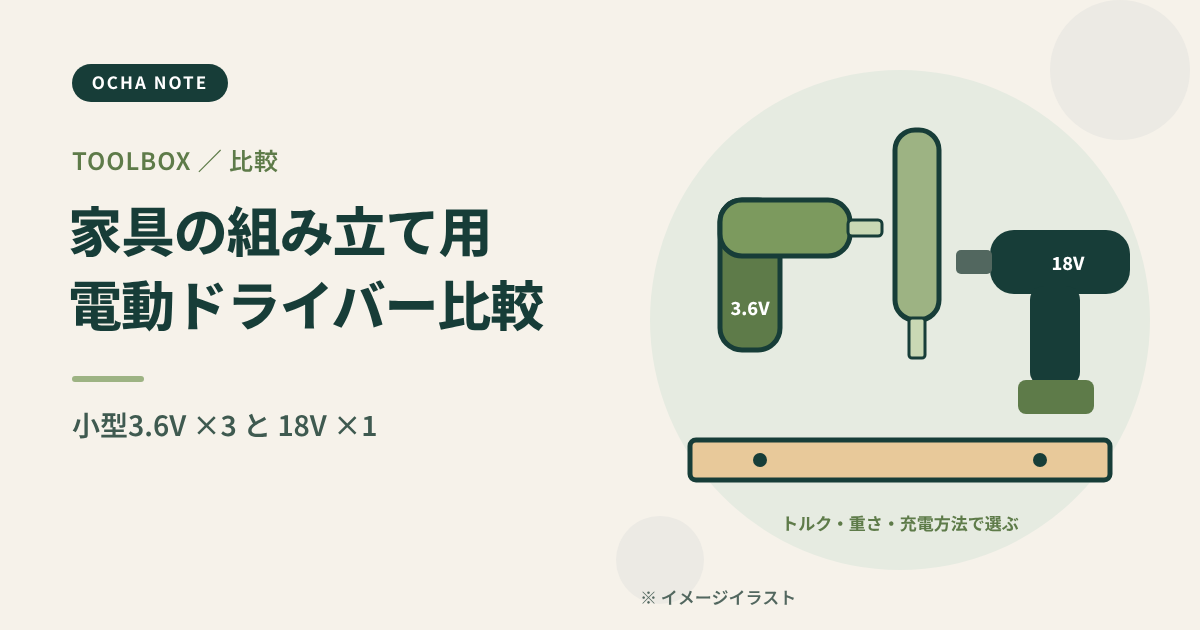 OCHA NOTE
TOOLBOX ／ 比較
家具の組み立て用
電動ドライバー比較
小型3.6V ×3 と 18V ×1
3.6V
18V
トルク・重さ・充電方法で選ぶ
※ イメージイラスト